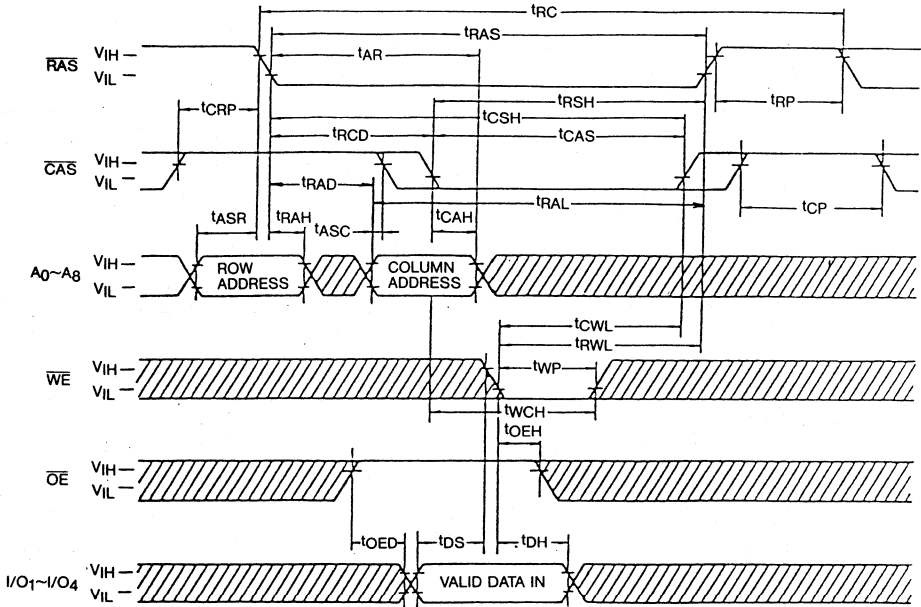 tRC
tRAS
tAR
RAS
VIH
VIL
tCRP
tRSH
tRP
tCSH
tRCD
tCAS
CAS
VIH
VIL
tRAD
tRAL
tCP
tASR
tRAH
tASC
tCAH
A0~A8
VIH
VIL
ROW
ADDRESS
COLUMN
ADDRESS
tCWL
tRWL
WE
VIH
VIL
tWP
tWCH
tOEH
OE
VIH
VIL
tOED
tDS
tDH
I/O1~I/O4
VIH
VIL
VALID DATA IN